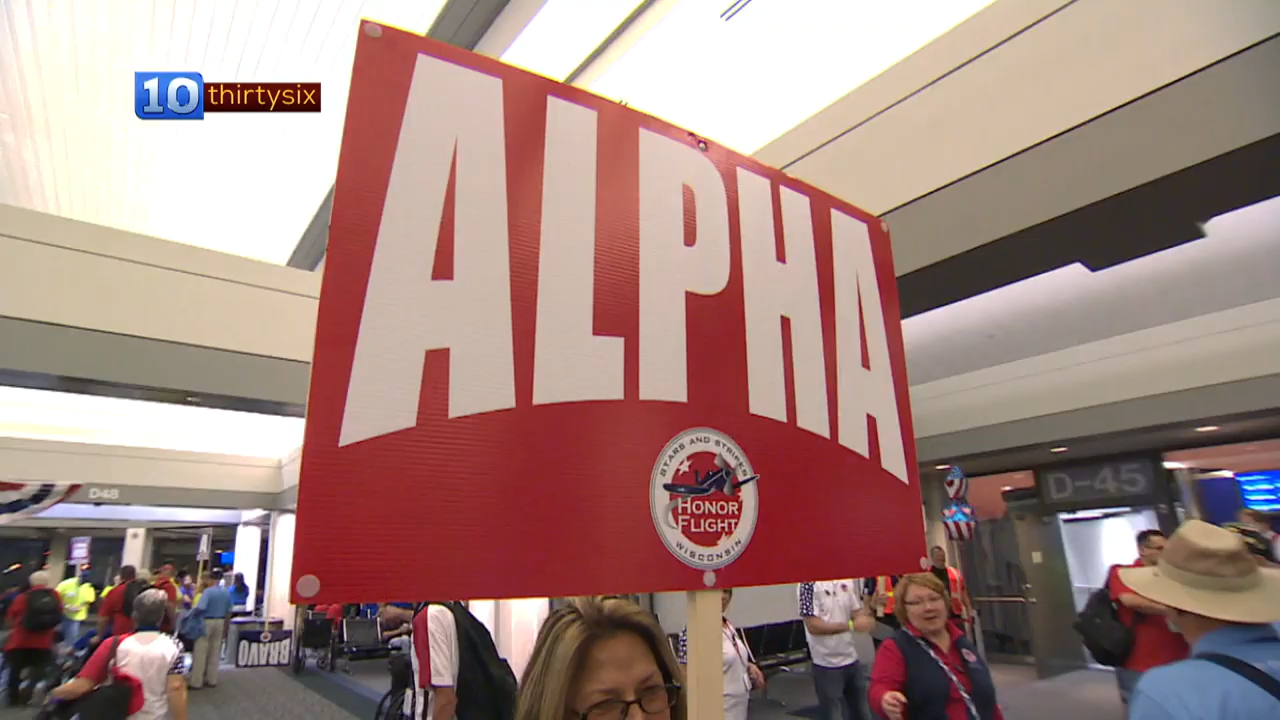 10 thirtysix
ALPHA
STARS AND STRIPES
HONOR
FLIGHT
WISCONSIN
D-45
D48
BRAVO